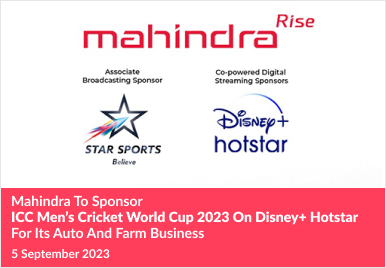 mahindra Rise
Associate
Broadcasting Sponsor
Co-powered Digital
Streaming Sponsors
STAR SPORTS
Believe
Disney+
hotstar
Mahindra To Sponsor
ICC Men's Cricket World Cup 2023 On Disney+ Hotstar
For Its Auto And Farm Business
5 September 2023